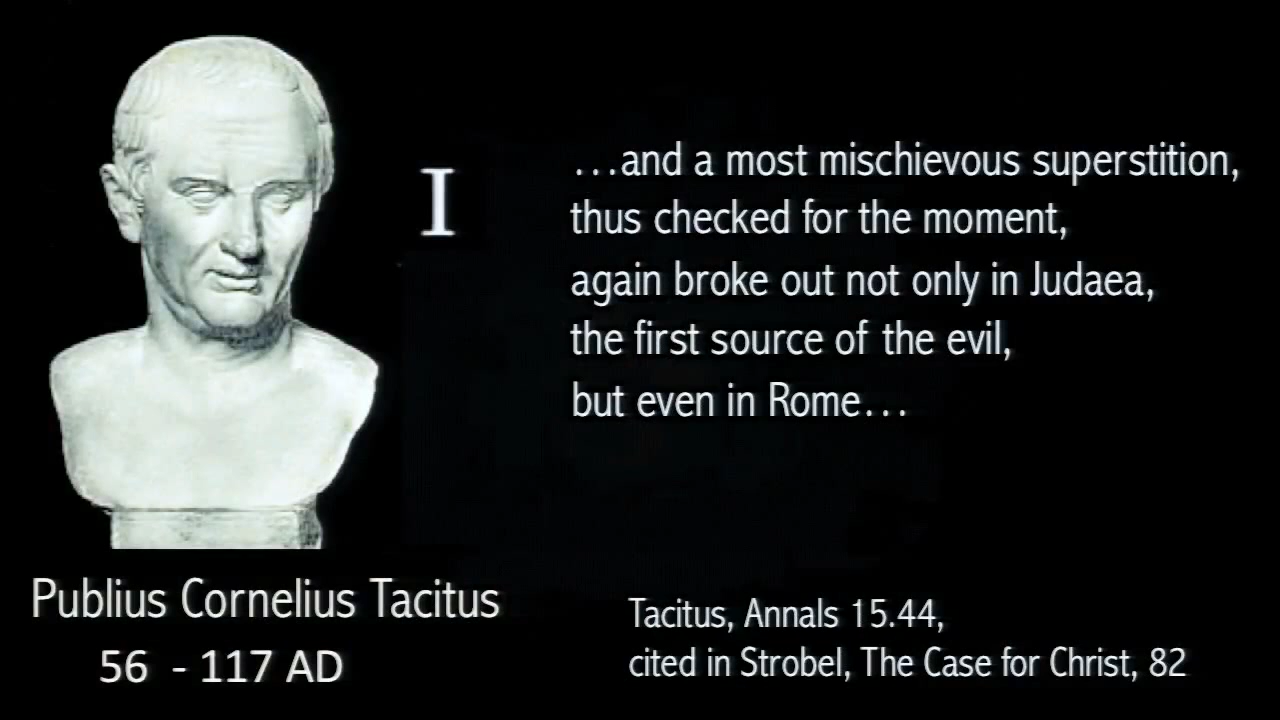 I
…and a most mischievous superstition,
thus checked for the moment,
again broke out not only in Judaea,
the first source of the evil,
but even in Rome…
Publius Cornelius Tacitus
56 - 117 AD
Tacitus, Annals 15.44,
cited in Strobel, The Case for Christ, 82